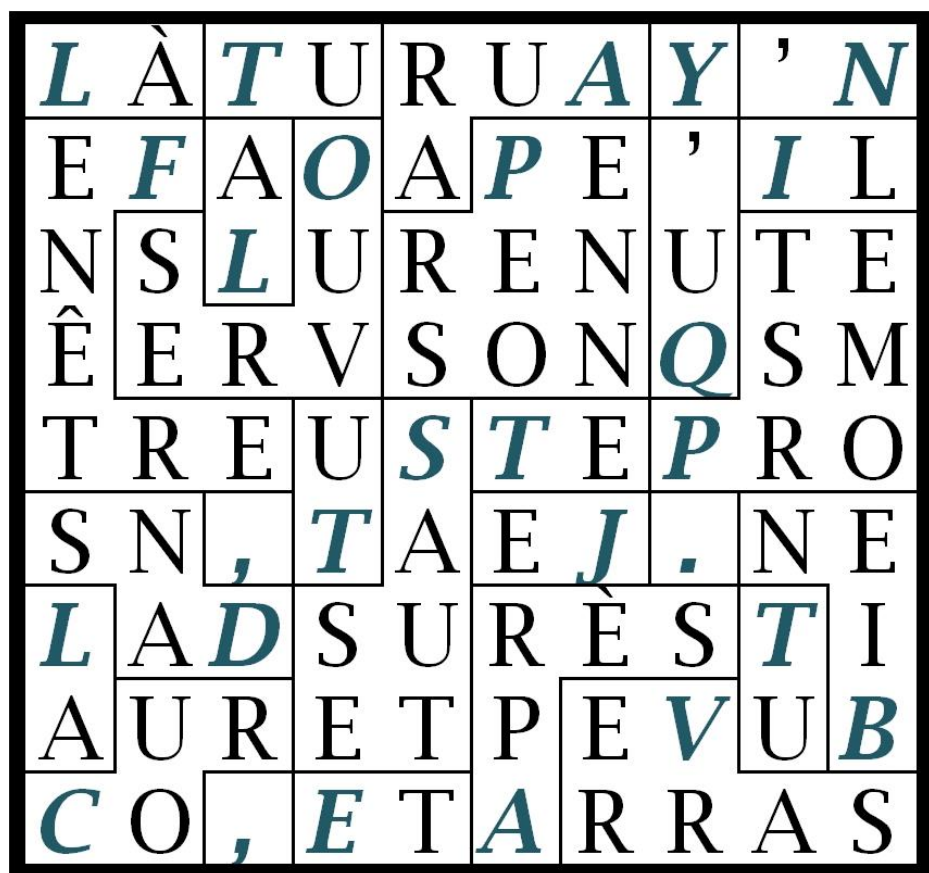 LÀTURUAY’N
EFAOAPE’IL
NSLURENUTE
ÊERVSONQSM
TREUSTEPRO
SN,TAEJ.NE
LADSURÈSTI
AURETPEVUB
CO,ETARRAS